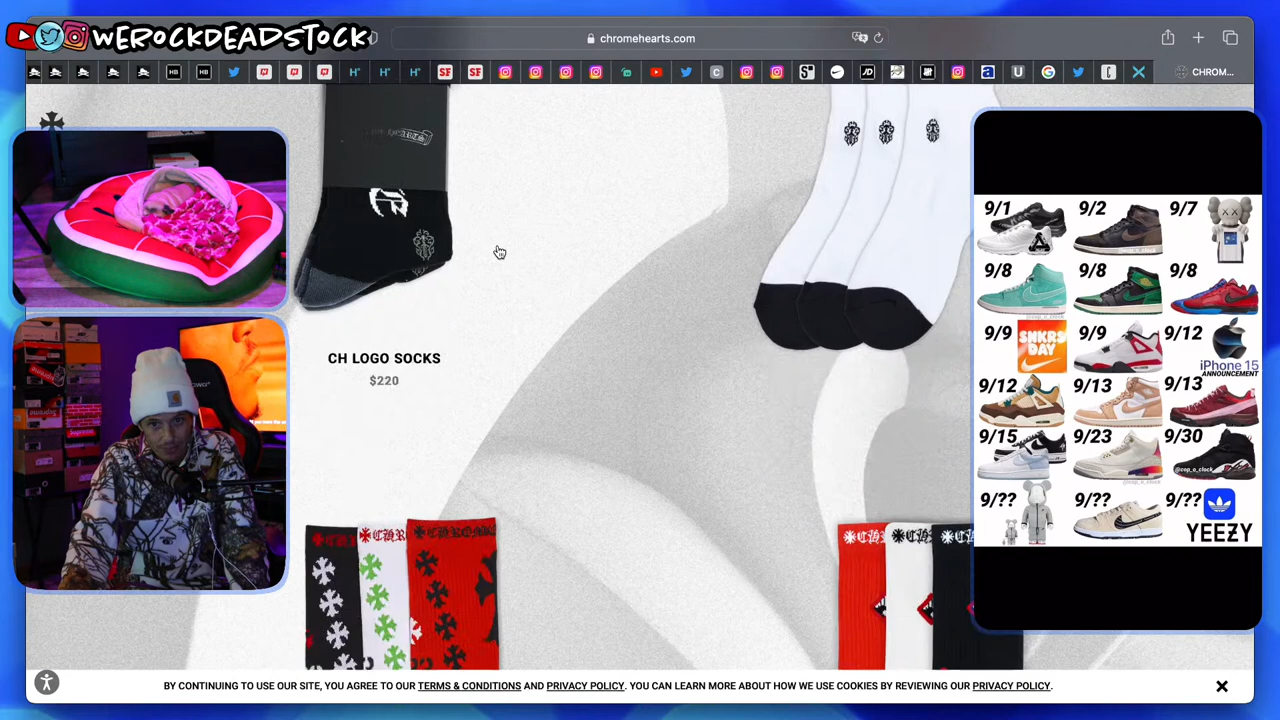 WEROCKDEADSTOCK
chromehearts.com
CHROM...
CH LOGO SOCKS
$220
9/1
9/2
9/7
9/8
9/8
9/8
9/9
SNKRS DAY
9/9
9/12
iPhone 15
ANNOUNCEMENT
9/12
9/13
9/13
9/15
9/23
9/30
@cop_o_clock
9/??
9/??
9/??
YEEZY
BY CONTINUING TO USE OUR SITE, YOU AGREE TO OUR TERMS & CONDITIONS AND PRIVACY POLICY. YOU CAN LEARN MORE ABOUT HOW WE USE COOKIES BY REVIEWING OUR PRIVACY POLICY.